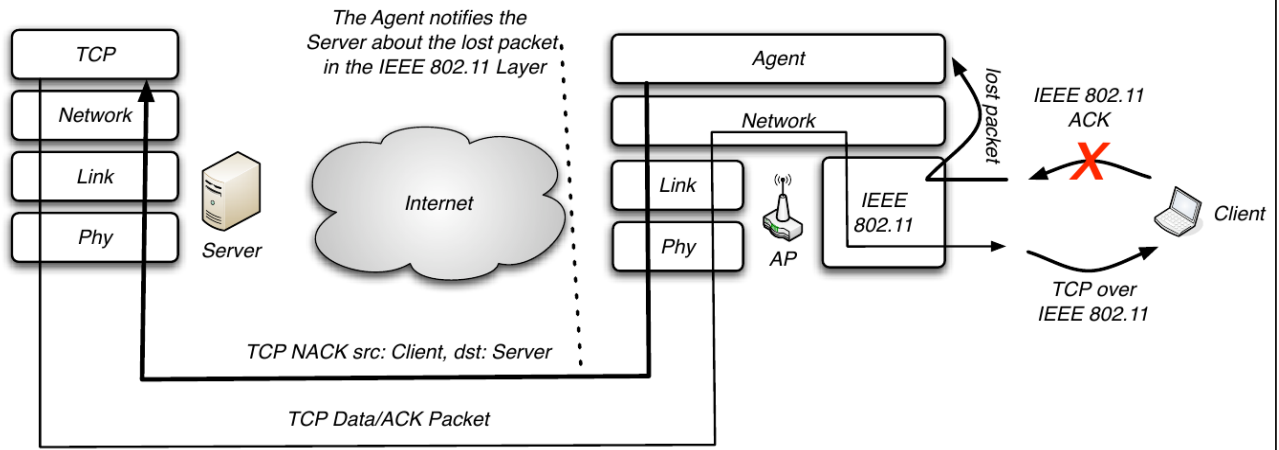 The Agent notifies the
Server about the lost packet
in the IEEE 802.11 Layer
TCP
Network
Link
Phy
Server
Internet
Agent
Network
Link
Phy
AP
IEEE
802.11
lost packet
IEEE 802.11
ACK
X
Client
TCP over
IEEE 802.11
TCP NACK src: Client, dst: Server
TCP Data/ACK Packet